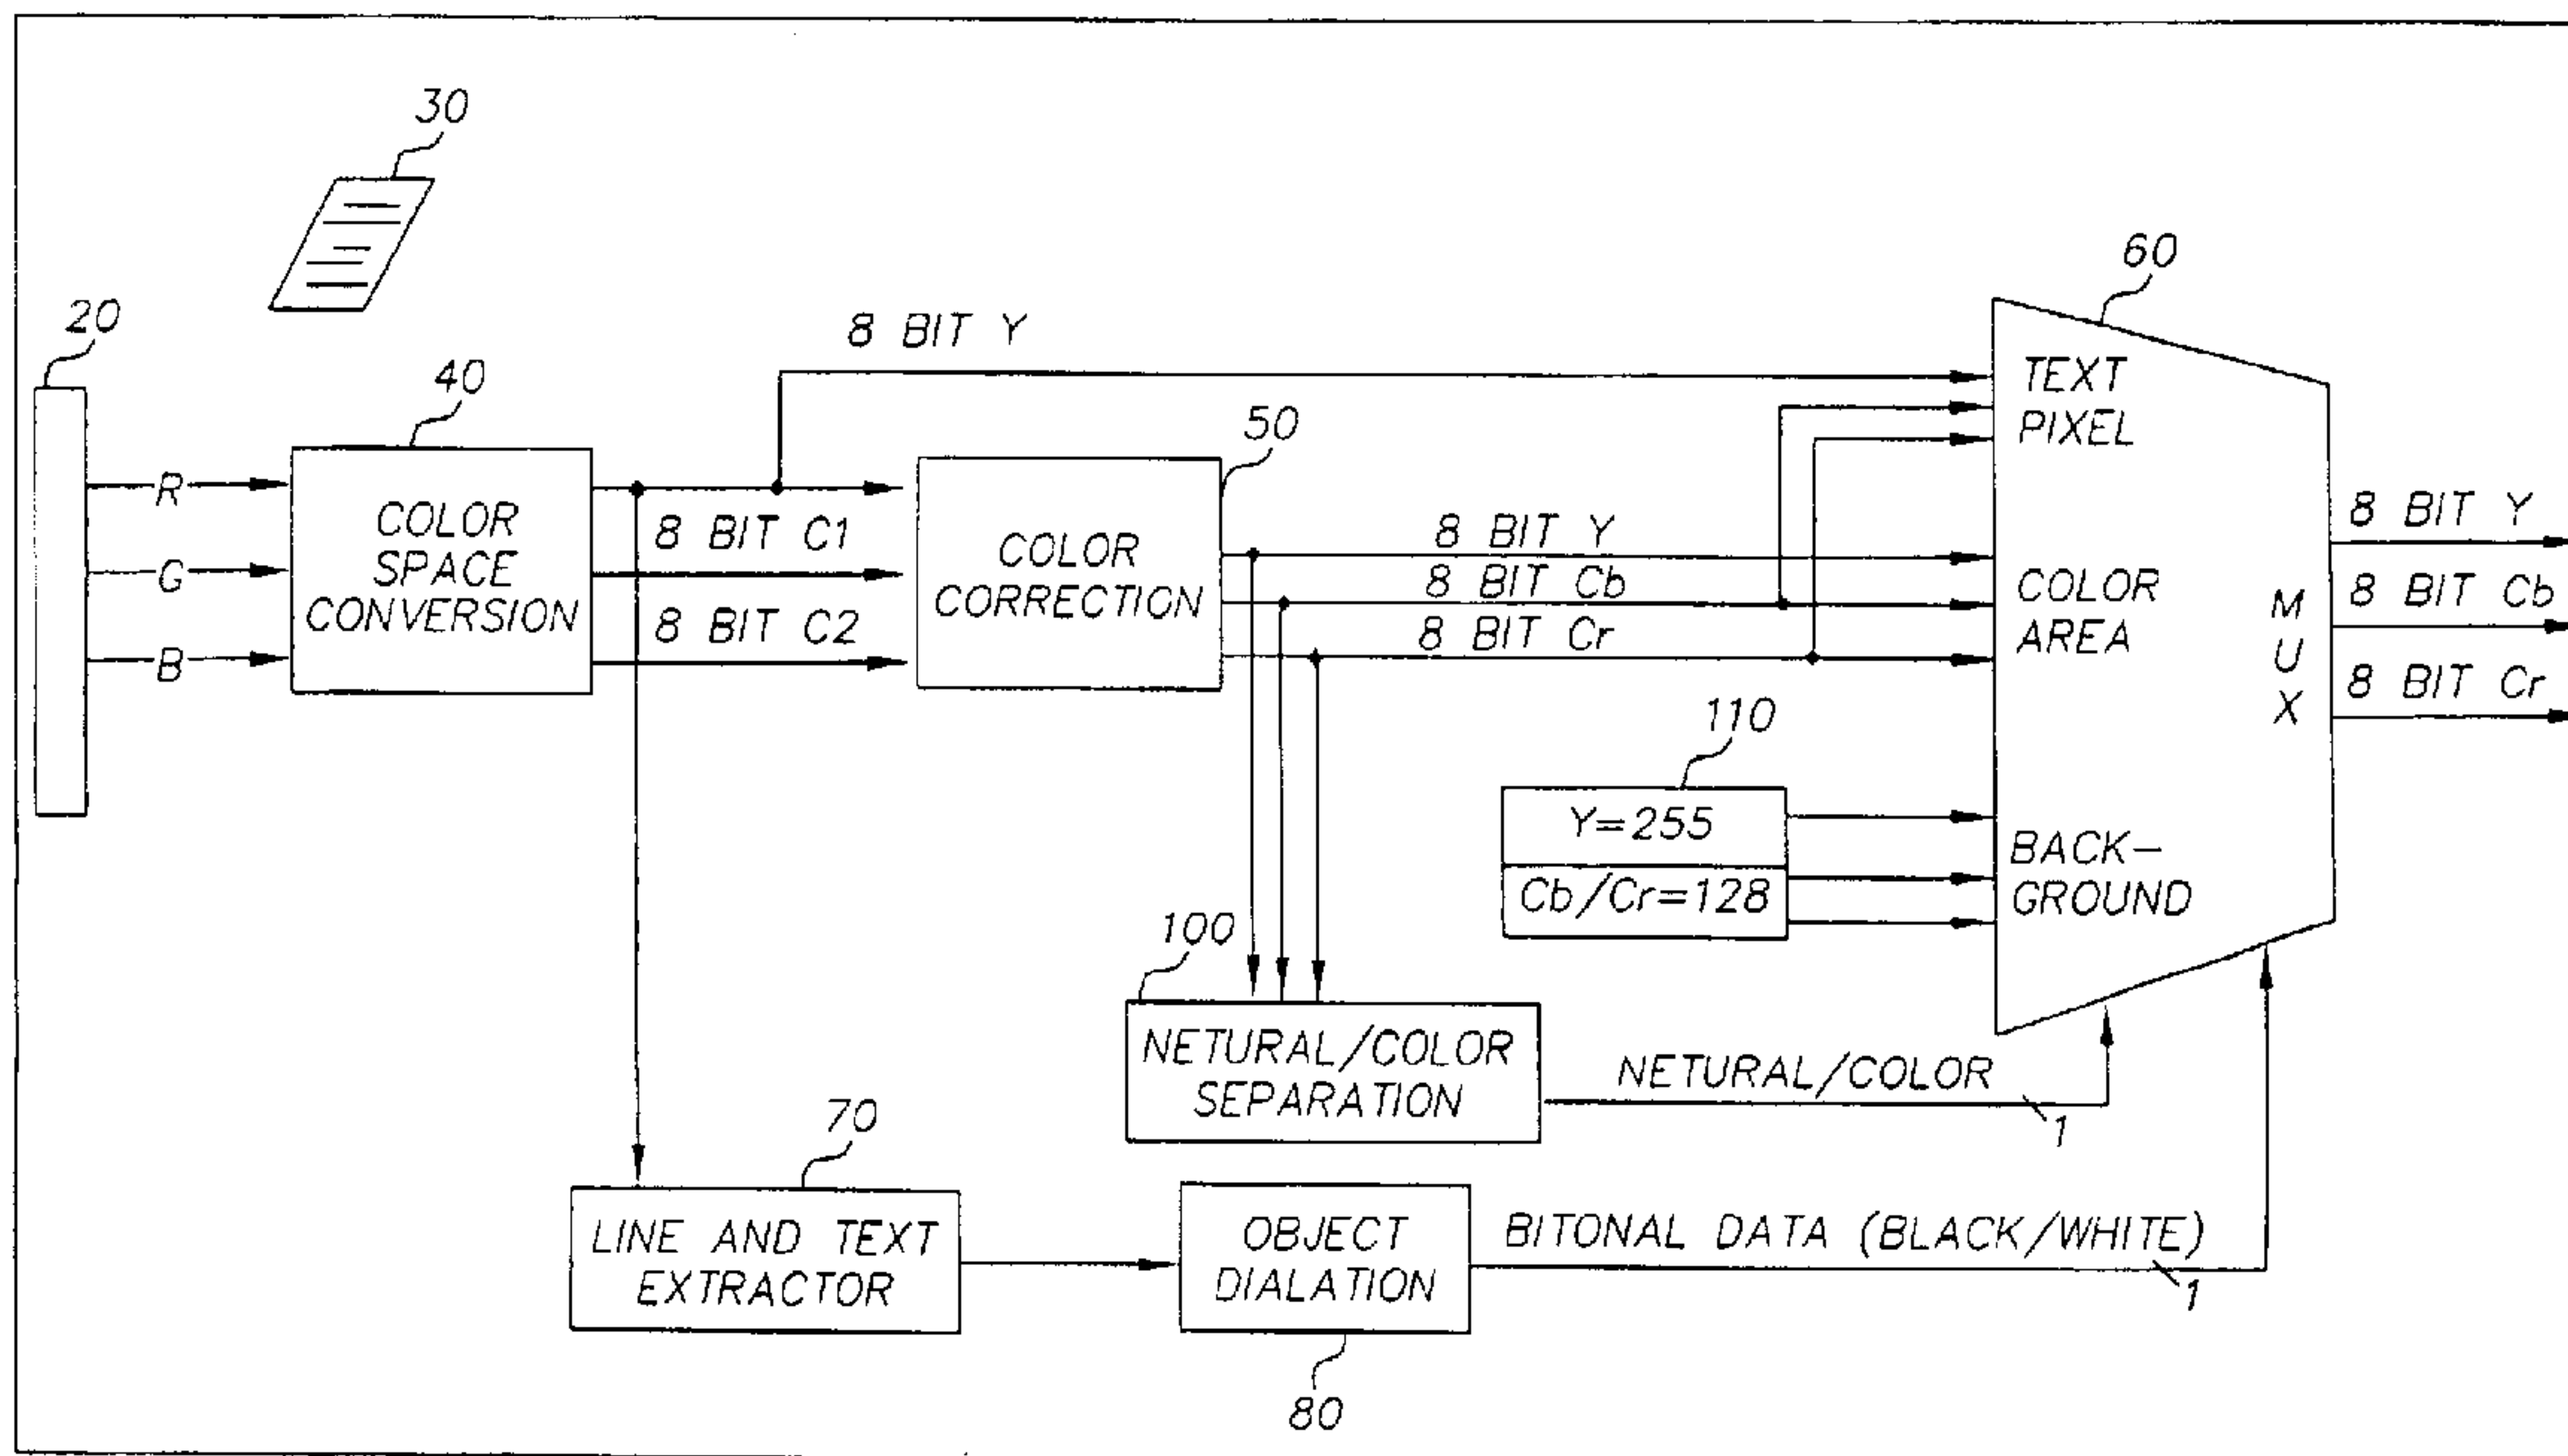 30
20
40
50
60
R
G
B
COLOR
SPACE
CONVERSION
8 BIT Y
8 BIT C1
8 BIT C2
COLOR
CORRECTION
8 BIT Y
8 BIT Cb
8 BIT Cr
TEXT
PIXEL
COLOR
AREA
BACK-
GROUND
M
U
X
8 BIT Y
8 BIT Cb
8 BIT Cr
110
Y=255
Cb/Cr=128
100
NETURAL/COLOR
SEPARATION
NETURAL/COLOR
1
70
LINE AND TEXT
EXTRACTOR
OBJECT
DIALATION
80
BITONAL DATA (BLACK/WHITE)
1